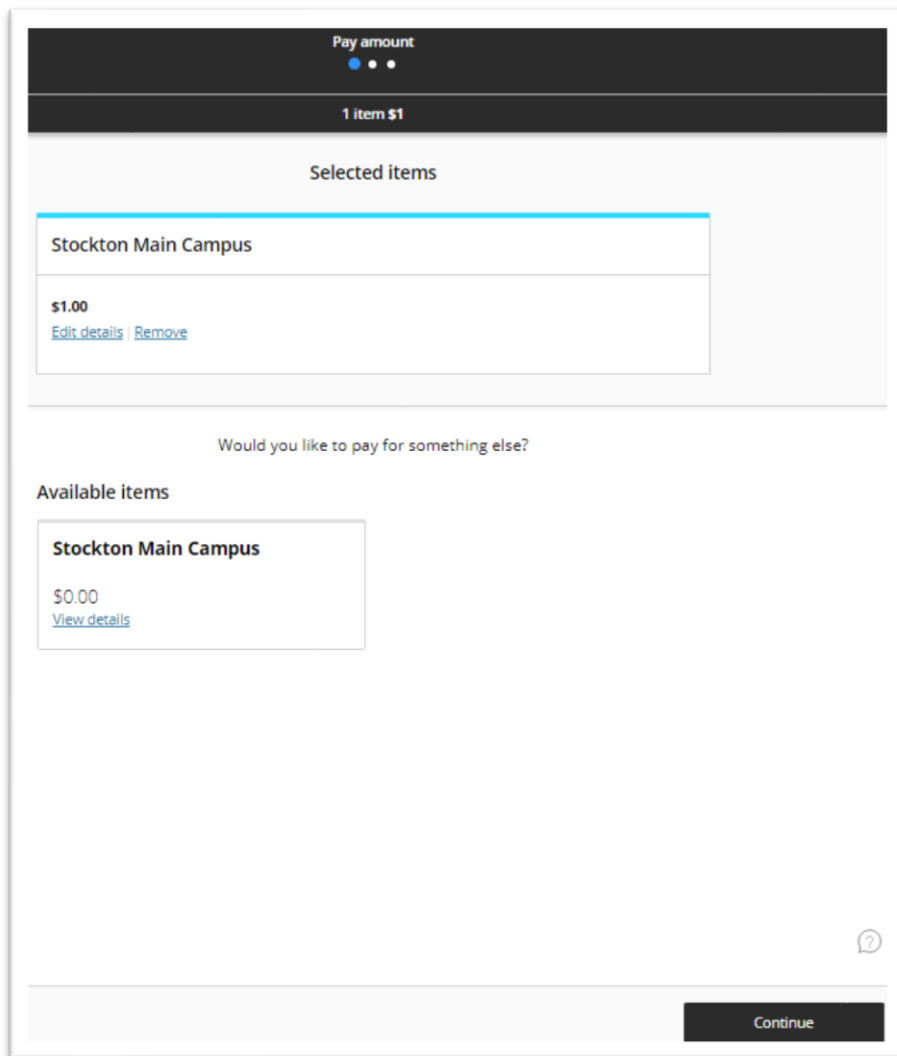 Pay amount
1 item $1
Selected items
Stockton Main Campus
$1.00
Edit details | Remove
Would you like to pay for something else?
Available items
Stockton Main Campus
$0.00
View details
?
Continue